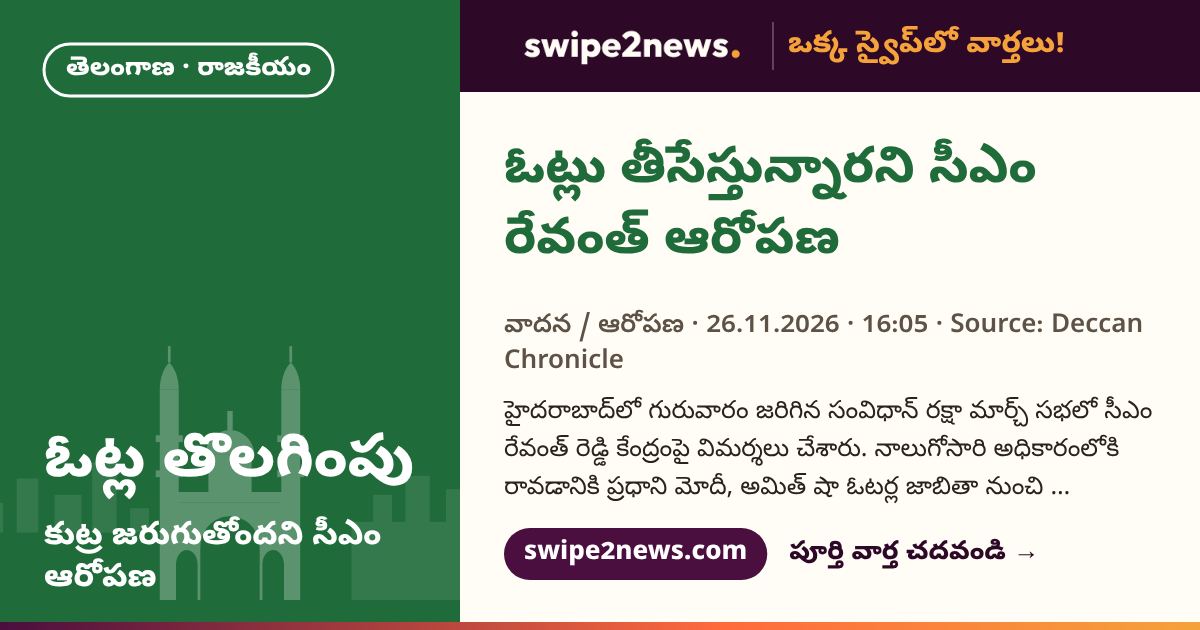 తెలంగాణ · రాజకీయం
ఓట్ల తొలగింపు
కుట్ర జరుగుతోందని సీఎం
ఆరోపణ
swipe2news.
ఒక్క స్వైప్‌లో వార్తలు!
ఓట్లు తీసేస్తున్నారని సీఎం
రేవంత్ ఆరోపణ
వాదన / ఆరోపణ · 26.11.2026 · 16:05 · Source: Deccan
Chronicle
హైదరాబాద్‌లో గురువారం జరిగిన సంవిధాన్ రక్షా మార్చ్ సభలో సీఎం
రేవంత్ రెడ్డి కేంద్రంపై విమర్శలు చేశారు. నాలుగోసారి అధికారంలోకి
రావడానికి ప్రధాని మోదీ, అమిత్ షా ఓటర్ల జాబితా నుంచి ...
swipe2news.com
పూర్తి వార్త చదవండి →